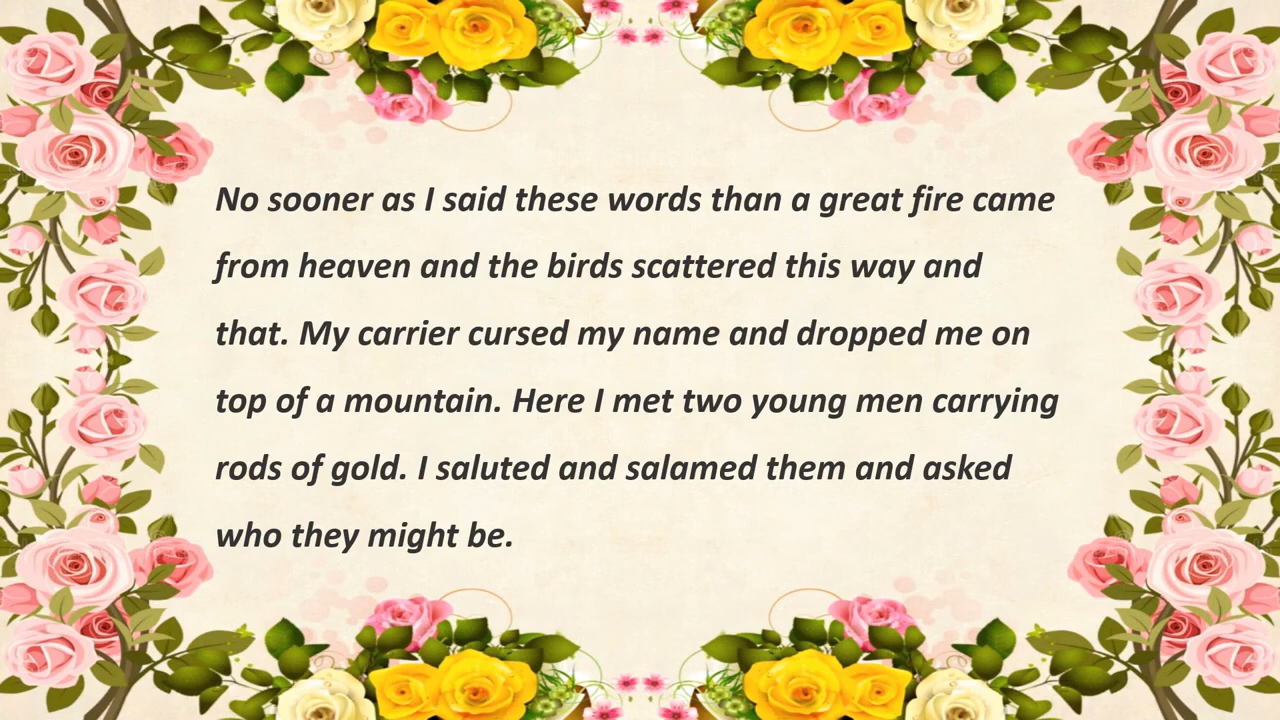 No sooner as I said these words than a great fire came
from heaven and the birds scattered this way and
that. My carrier cursed my name and dropped me on
top of a mountain. Here I met two young men carrying
rods of gold. I saluted and salamed them and asked
who they might be.